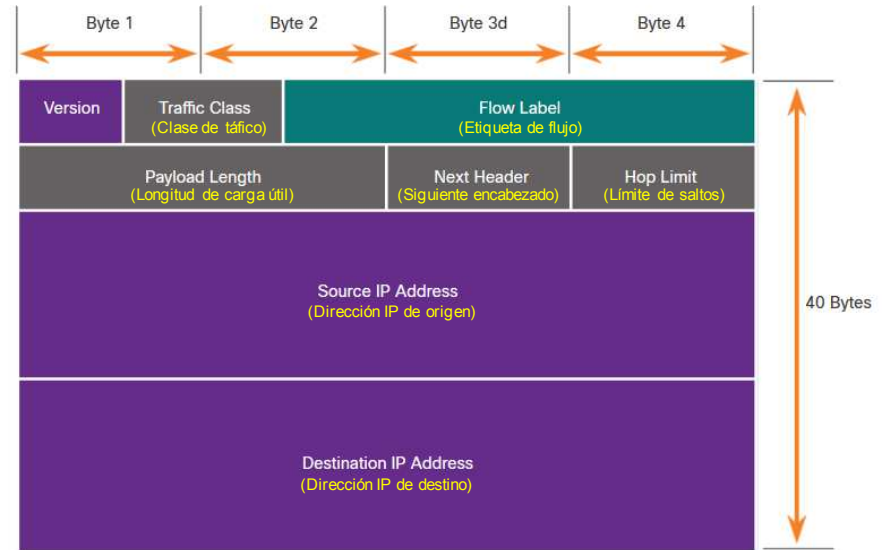 Byte 1
Byte 2
Byte 3d
Byte 4
Version
Traffic Class
(Clase de táfico)
Flow Label
(Etiqueta de flujo)
Payload Length
(Longitud de carga útil)
Next Header
(Siguiente encabezado)
Hop Limit
(Límite de saltos)
Source IP Address
(Dirección IP de origen)
40 Bytes
Destination IP Address
(Dirección IP de destino)